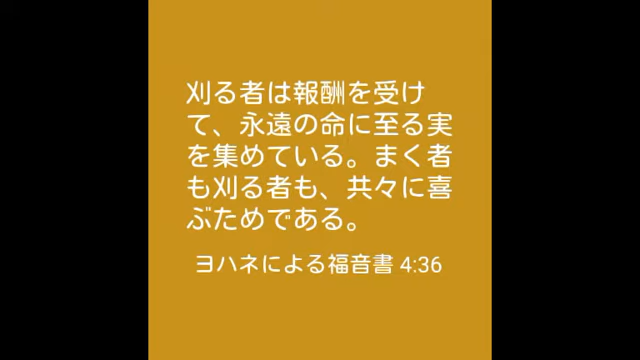 刈る者は報酬を受け
て、永遠の命に至る実
を集めている。まく者
も刈る者も、共々に喜
ぶためである。
ヨハネによる福音書 4:36